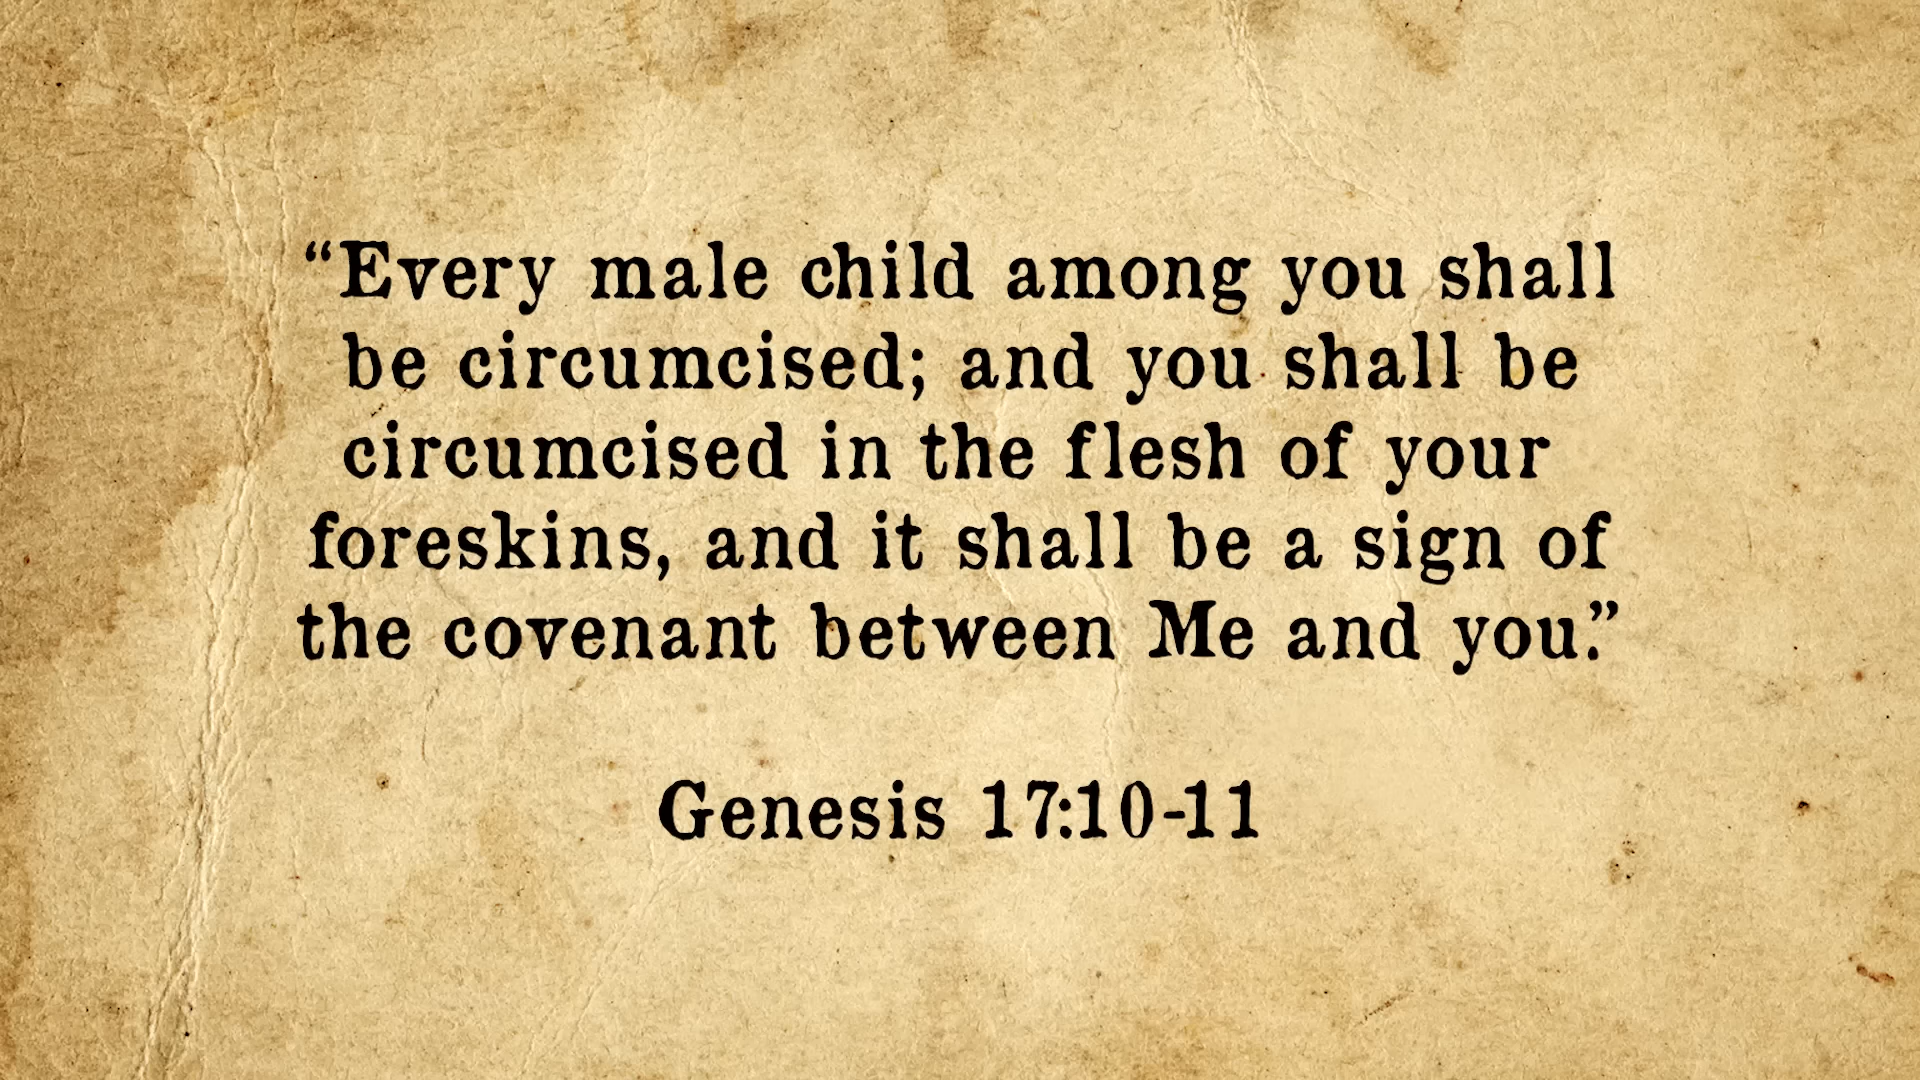 “Every male child among you shall
be circumcised; and you shall be
circumcised in the flesh of your
foreskins, and it shall be a sign of
the covenant between Me and you.”
Genesis 17:10-11